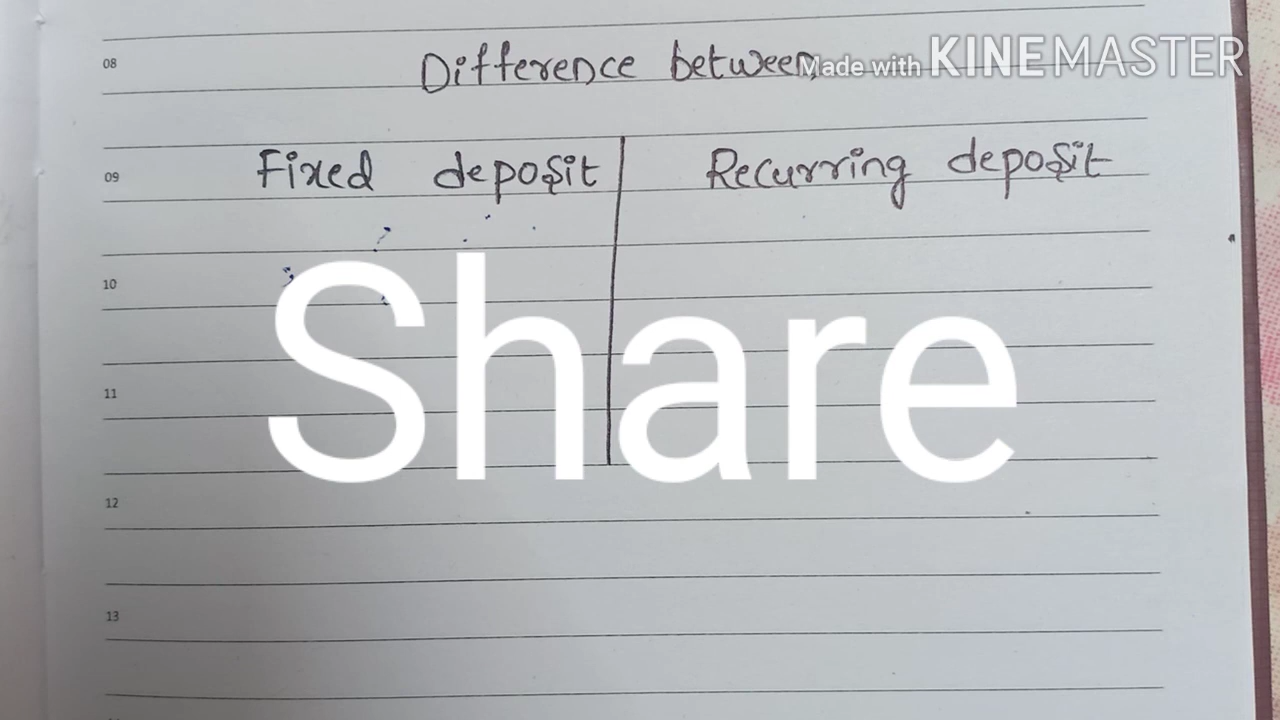 08
Difference between
Made with KINEMASTER
09
Fixed deposit Recurring deposit
10
Share
11
12
13